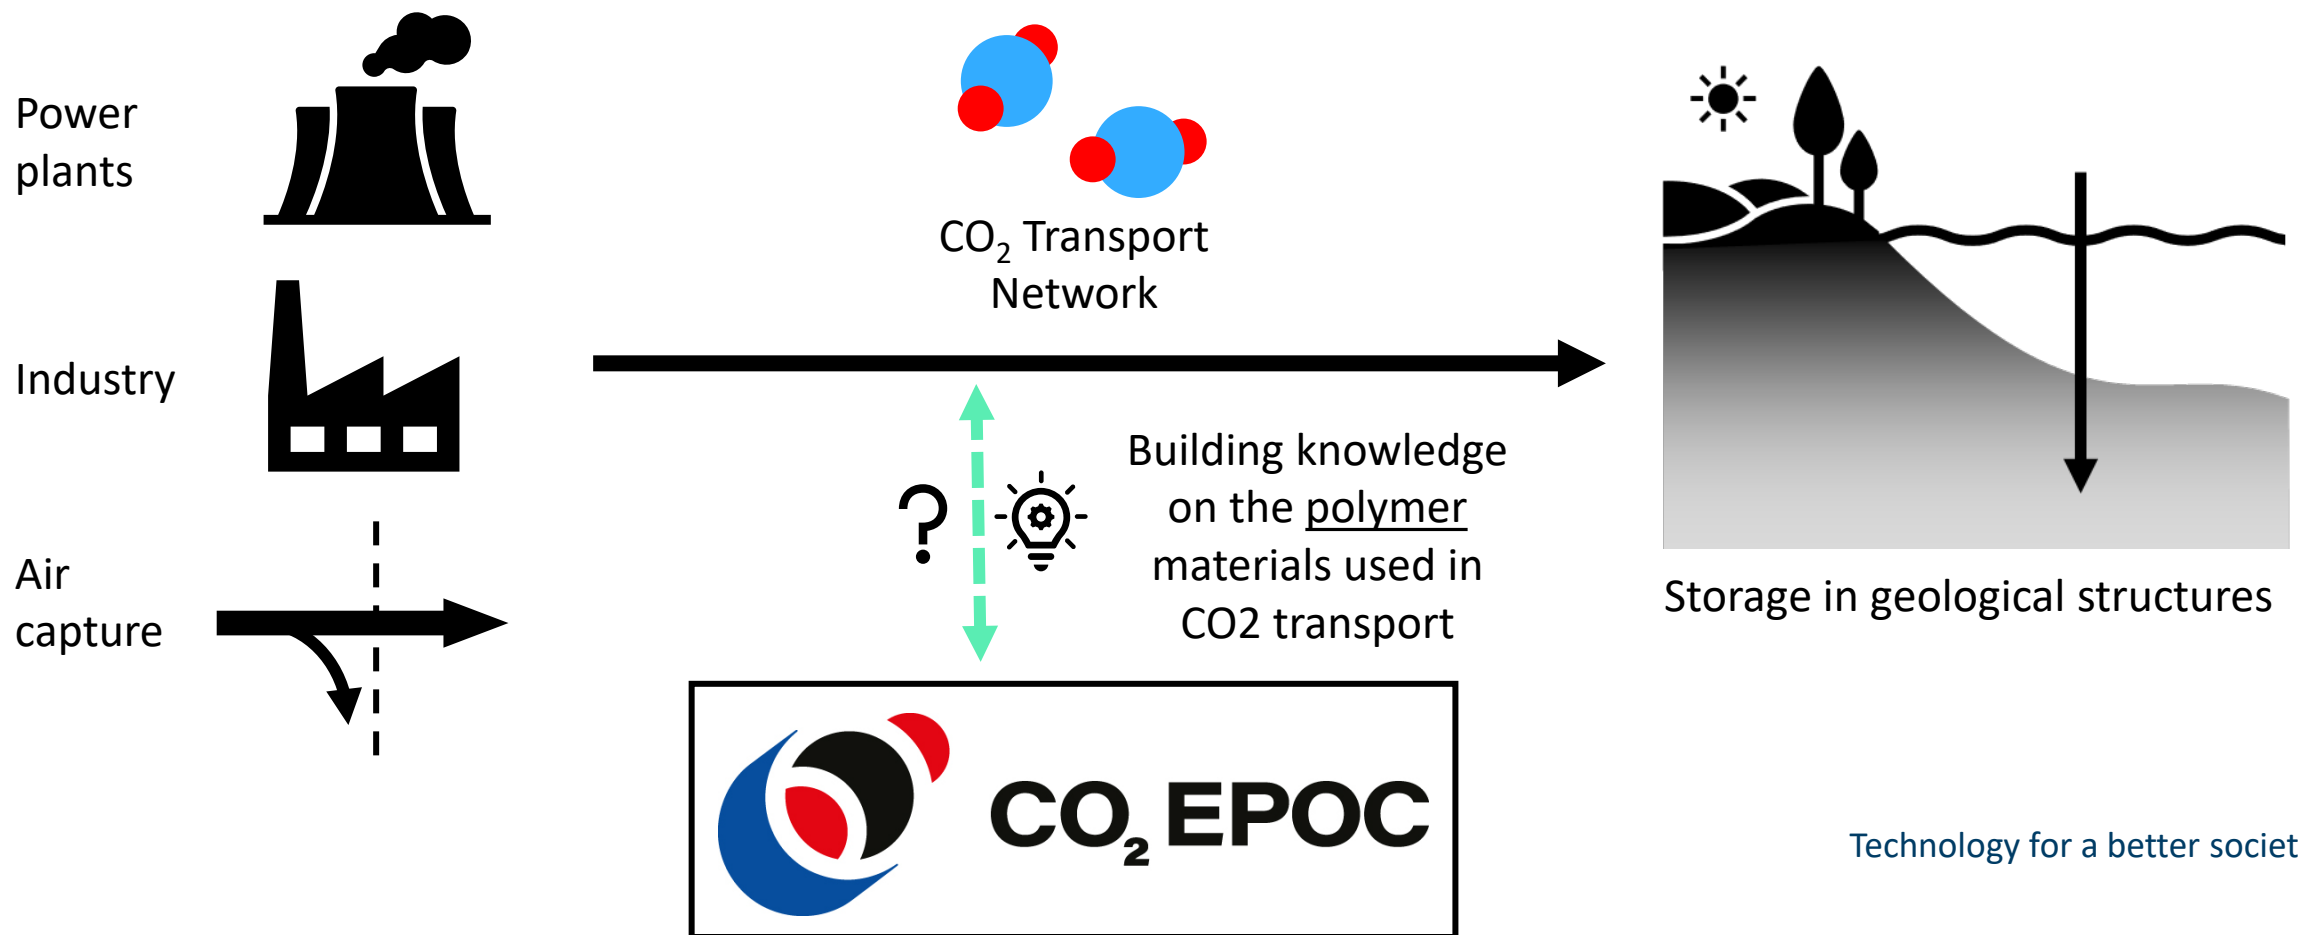 Power
plants
Industry
Air
capture
CO₂ Transport
Network
?
Building knowledge
on the polymer
materials used in
CO2 transport
CO₂ EPOC
Storage in geological structures
Technology for a better societ